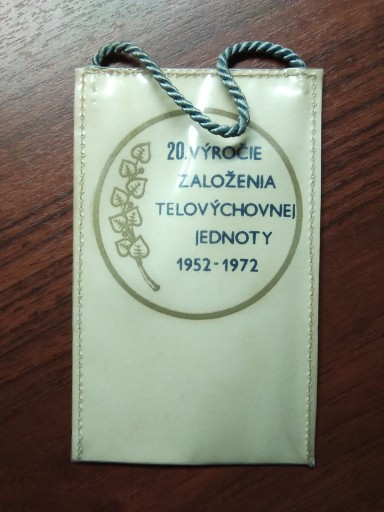 20. VÝROČIE
ZALOŽENIA
TELOVÝCHOVNEJ
JEDNOTY
1952-1972